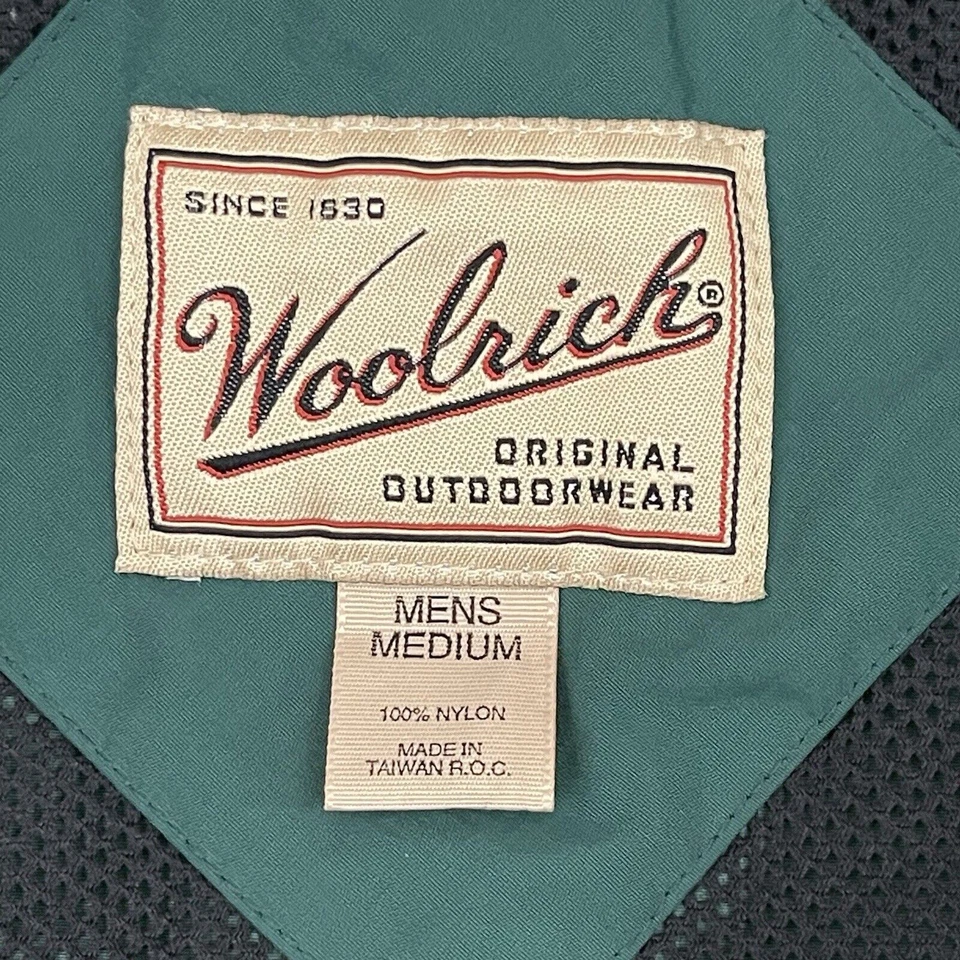 SINCE 1830
Woolrich®
ORIGINAL
OUTDOORWEAR
MENS
MEDIUM
100% NYLON
MADE IN
TAIWAN R.O.C.